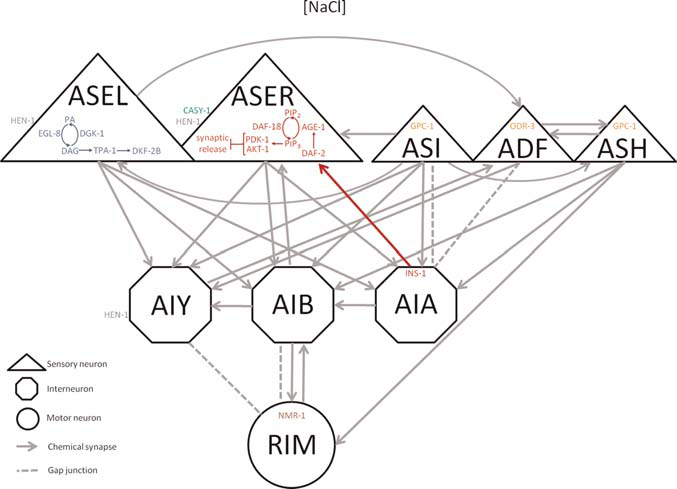 [NaCl]
ASEL
ASER
HEN-1
PA
EGL-8
DGK-1
DAG
TPA-1
DKF-2B
CASY-1
HEN-1
PIP2
DAF-18
AGE-1
synaptic
release
PDK-1
AKT-1
PIP3
DAF-2
GPC-1
ASI
ODR-3
ADF
GPC-1
ASH
INS-1
HEN-1
AIY
AIB
AIA
NMR-1
RIM
Sensory neuron
Interneuron
Motor neuron
Chemical synapse
Gap junction